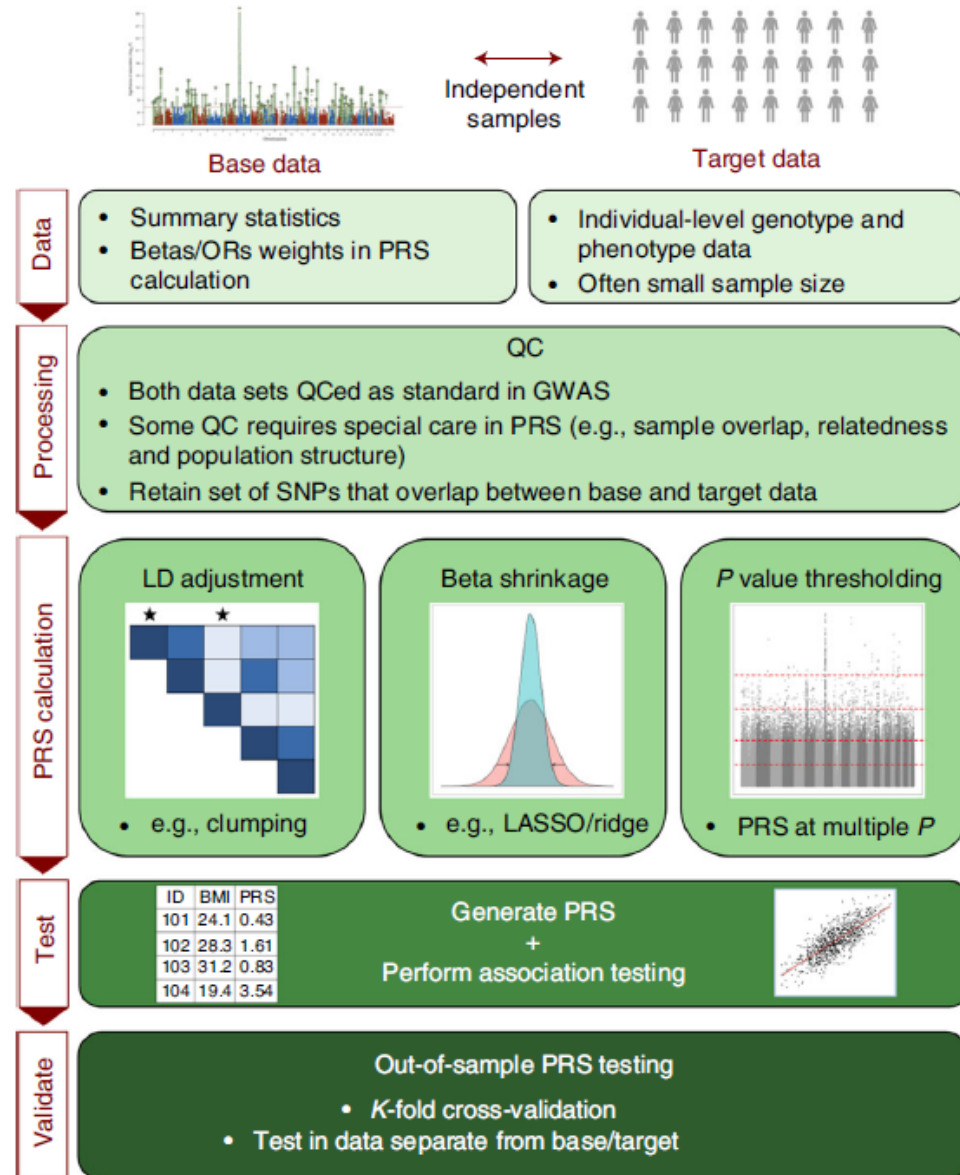 Independent
samples
Base data
Target data
Data
• Summary statistics
• Betas/ORs weights in PRS
calculation
• Individual-level genotype and
phenotype data
• Often small sample size
Processing
QC
• Both data sets QCed as standard in GWAS
• Some QC requires special care in PRS (e.g., sample overlap, relatedness
and population structure)
• Retain set of SNPs that overlap between base and target data
PRS calculation
LD adjustment
• e.g., clumping
Beta shrinkage
• e.g., LASSO/ridge
P value thresholding
• PRS at multiple P
Test
ID BMI PRS
101 24.1 0.43
102 28.3 1.61
103 31.2 0.83
104 19.4 3.54
Generate PRS
+
Perform association testing
Validate
Out-of-sample PRS testing
• K-fold cross-validation
• Test in data separate from base/target